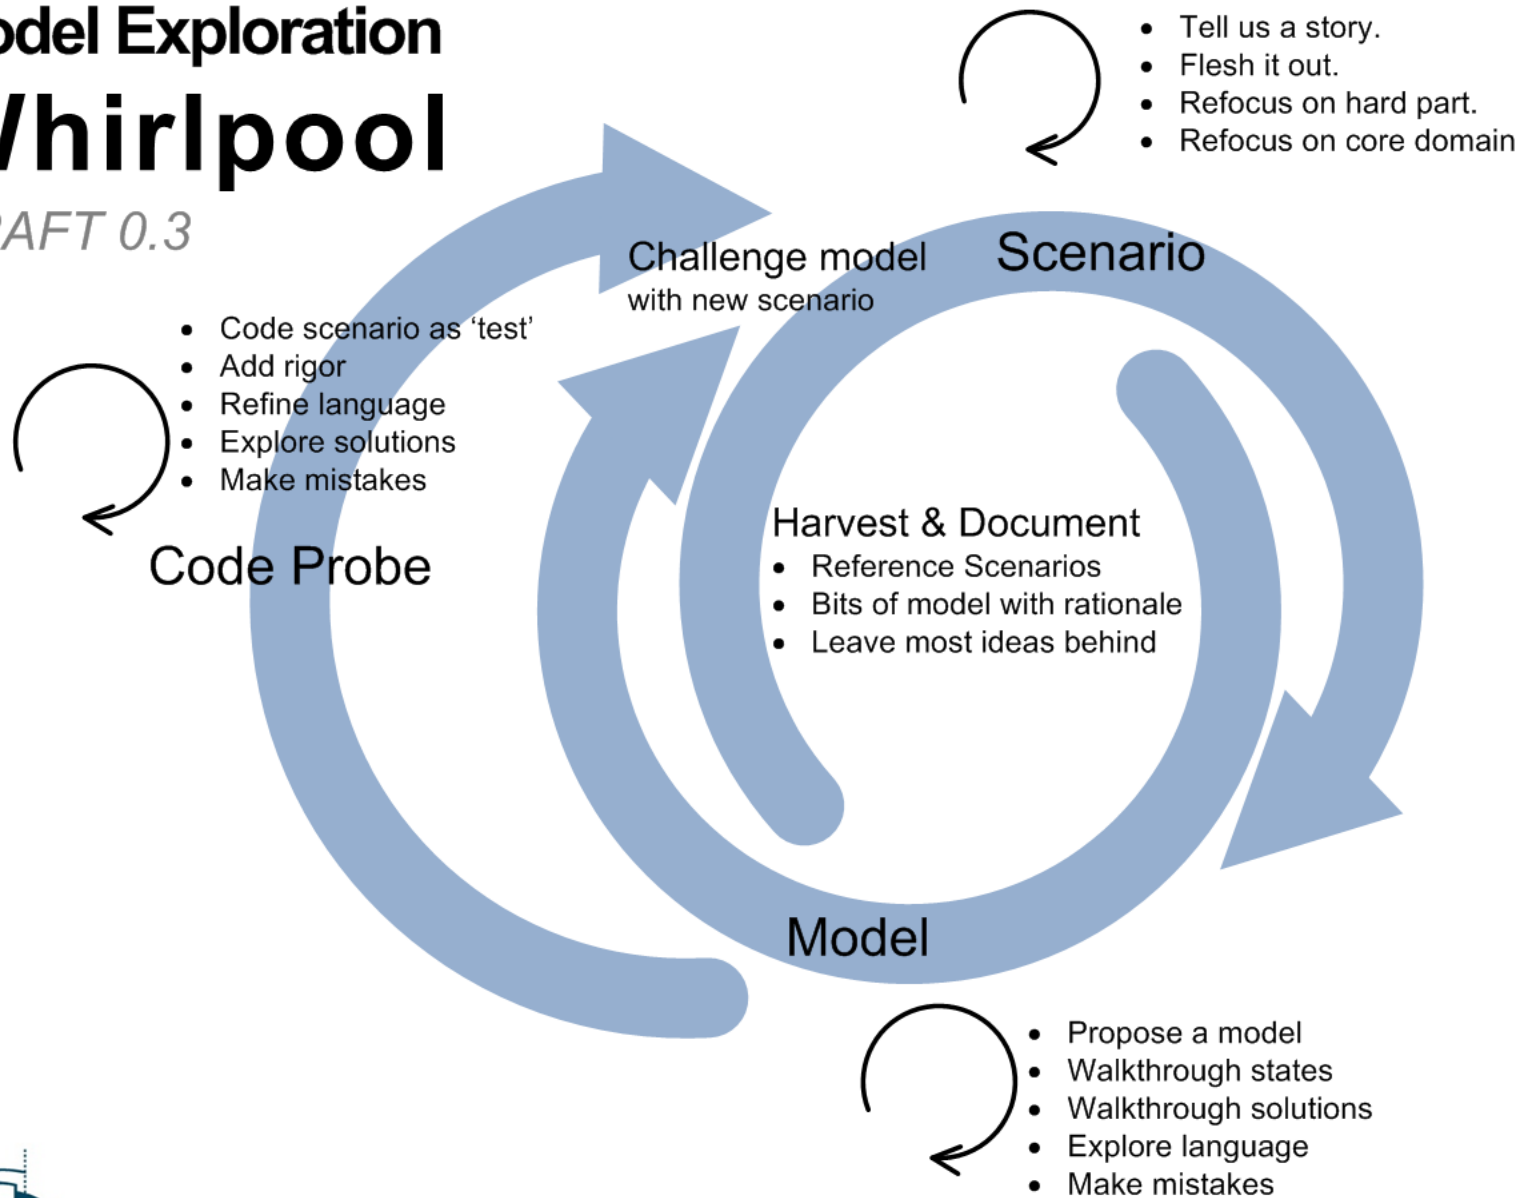 odel Exploration
Whirlpool
RAFT 0.3
• Tell us a story.
• Flesh it out.
• Refocus on hard part.
• Refocus on core domain
Challenge model
with new scenario
Scenario
• Code scenario as ‘test’
• Add rigor
• Refine language
• Explore solutions
• Make mistakes
Code Probe
Harvest & Document
• Reference Scenarios
• Bits of model with rationale
• Leave most ideas behind
Model
• Propose a model
• Walkthrough states
• Walkthrough solutions
• Explore language
• Make mistakes